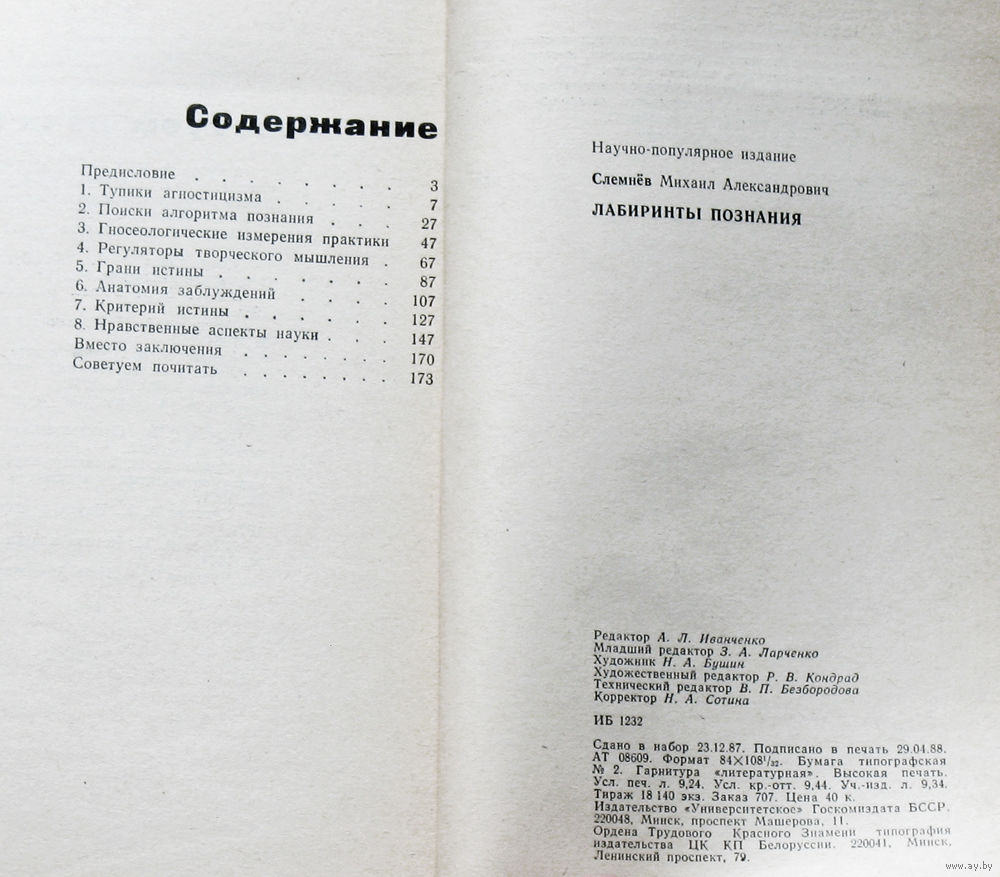 Содержание
Предисловие . . . . . . . . 3
1. Тупики агностицизма . . . . . 7
2. Поиски алгоритма познания . . . 27
3. Гносеологические измерения практики 47
4. Регуляторы творческого мышления . 67
5. Грани истины . . . . . . . 87
6. Анатомия заблуждений . . . . 107
7. Критерий истины . . . . . . 127
8. Нравственные аспекты науки . . . 147
Вместо заключения . . . . . . . 170
Советуем почитать . . . . . . . . 173
Научно-популярное издание
Слемнёв Михаил Александрович
ЛАБИРИНТЫ ПОЗНАНИЯ
Редактор А. Л. Иванченко
Младший редактор З. А. Ларченко
Художник Н. А. Бушин
Художественный редактор Р. В. Кондрад
Технический редактор В. П. Безбородова
Корректор Н. А. Сотина
ИБ 1232
Сдано в набор 23.12.87. Подписано в печать 29.04.88.
АТ 08609. Формат 84×108¹/₃₂. Бумага типографская
№ 2. Гарнитура «литературная». Высокая печать.
Усл. печ. л. 9,24. Усл. кр.-отт. 9,44. Уч.-изд. л. 9,34.
Тираж 18 140 экз. Заказ 707. Цена 40 к.
Издательство «Университетское» Госкомиздата БССР.
220048, Минск, проспект Машерова, 11.
Ордена Трудового Красного Знамени типография
издательства ЦК КП Белоруссии. 220041, Минск,
Ленинский проспект, 79.
www.ay.by